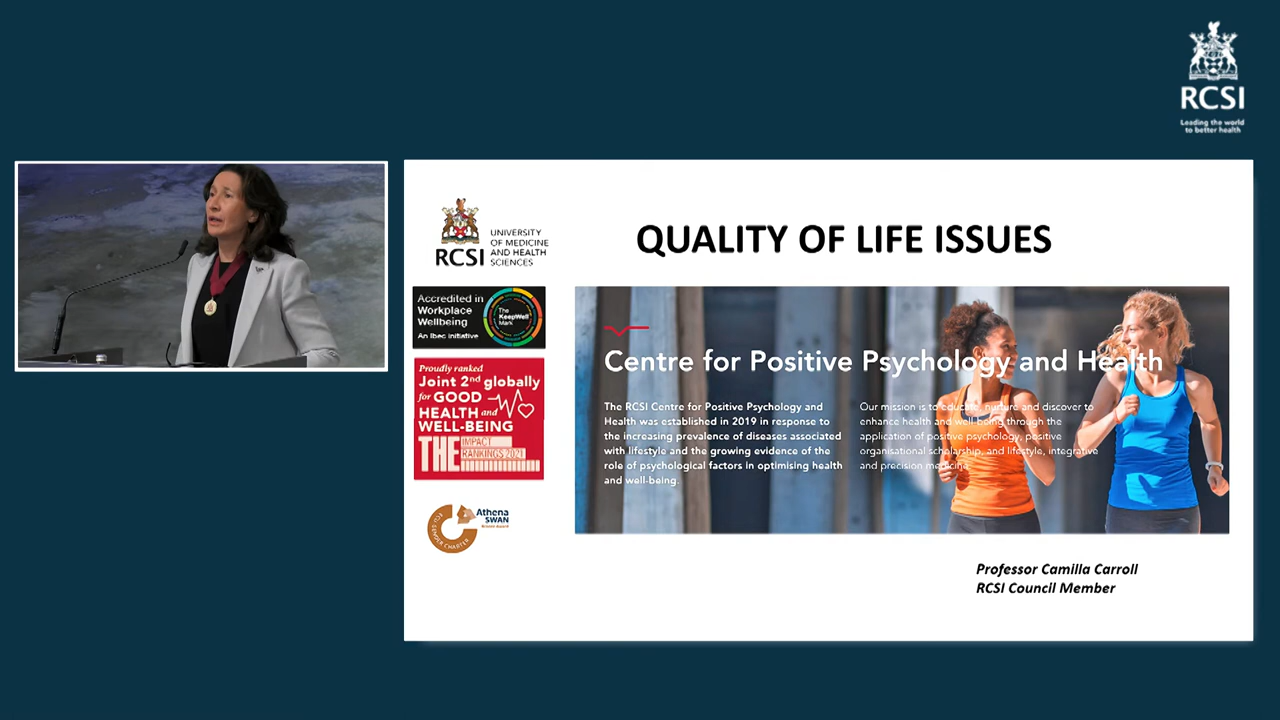 RCSI
Leading the world
to better health
RCSI
UNIVERSITY
OF MEDICINE
AND HEALTH
SCIENCES
QUALITY OF LIFE ISSUES
Accredited in
Workplace
Wellbeing
An Ibec initiative
The
KeepWell
Mark
Proudly ranked
Joint 2nd globally
for GOOD
HEALTH and
WELL-BEING
THE IMPACT
RANKINGS 2021
Athena
SWAN
Bronze Award
ECU GENDER CHARTER
Centre for Positive Psychology and Health
The RCSI Centre for Positive Psychology and
Health was established in 2019 in response to
the increasing prevalence of diseases associated
with lifestyle and the growing evidence of the
role of psychological factors in optimising health
and well-being.
Our mission is to educate, nurture and discover to
enhance health and well-being through the
application of positive psychology, positive
organisational scholarship, and lifestyle, integrative
and precision medicine.
Professor Camilla Carroll
RCSI Council Member